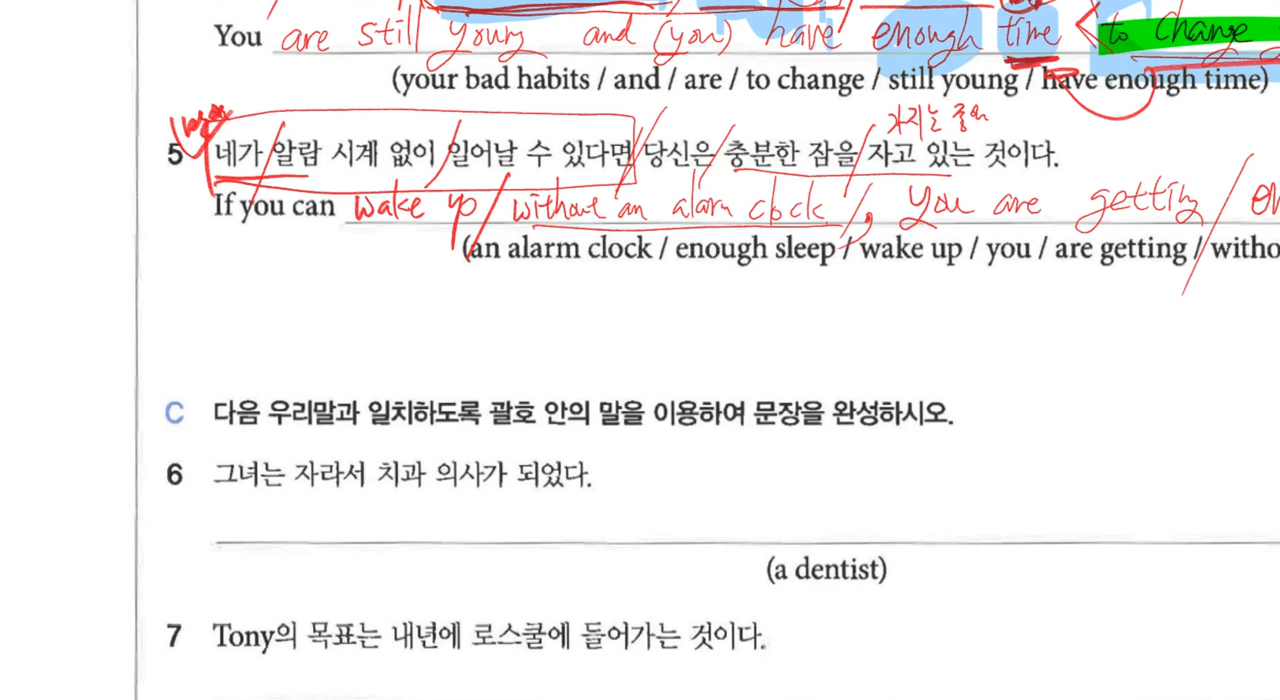 You are still young and (you) have enough time to change
(your bad habits / and / are / to change / still young / have enough time)
가지는 중이
5 네가 알람 시계 없이 일어날 수 있다면 당신은 충분한 잠을 자고 있는 것이다.
If you can wake up without an alarm clock, you are getting en
(an alarm clock / enough sleep / wake up / you / are getting / witho
C 다음 우리말과 일치하도록 괄호 안의 말을 이용하여 문장을 완성하시오.
6 그녀는 자라서 치과 의사가 되었다.
(a dentist)
7 Tony의 목표는 내년에 로스쿨에 들어가는 것이다.